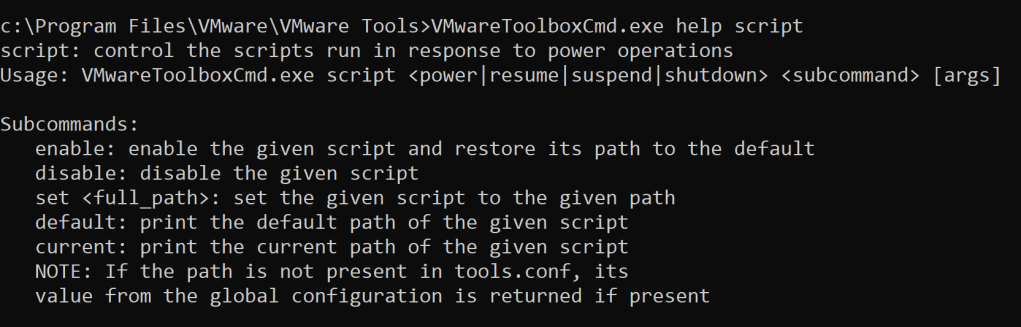 c:\Program Files\VMware\VMware Tools>VMwareToolboxCmd.exe help script
script: control the scripts run in response to power operations
Usage: VMwareToolboxCmd.exe script <power|resume|suspend|shutdown> <subcommand> [args]

Subcommands:
   enable: enable the given script and restore its path to the default
   disable: disable the given script
   set <full_path>: set the given script to the given path
   default: print the default path of the given script
   current: print the current path of the given script
   NOTE: If the path is not present in tools.conf, its
   value from the global configuration is returned if present